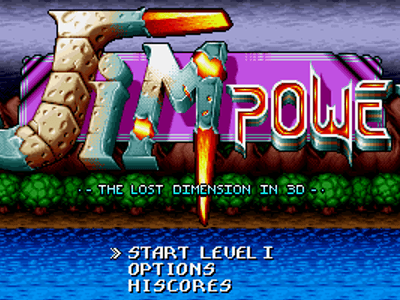 JiM POWE
·- THE LOST DIMENSION IN 3D -·
» START LEVEL I
OPTIONS
HISCORES